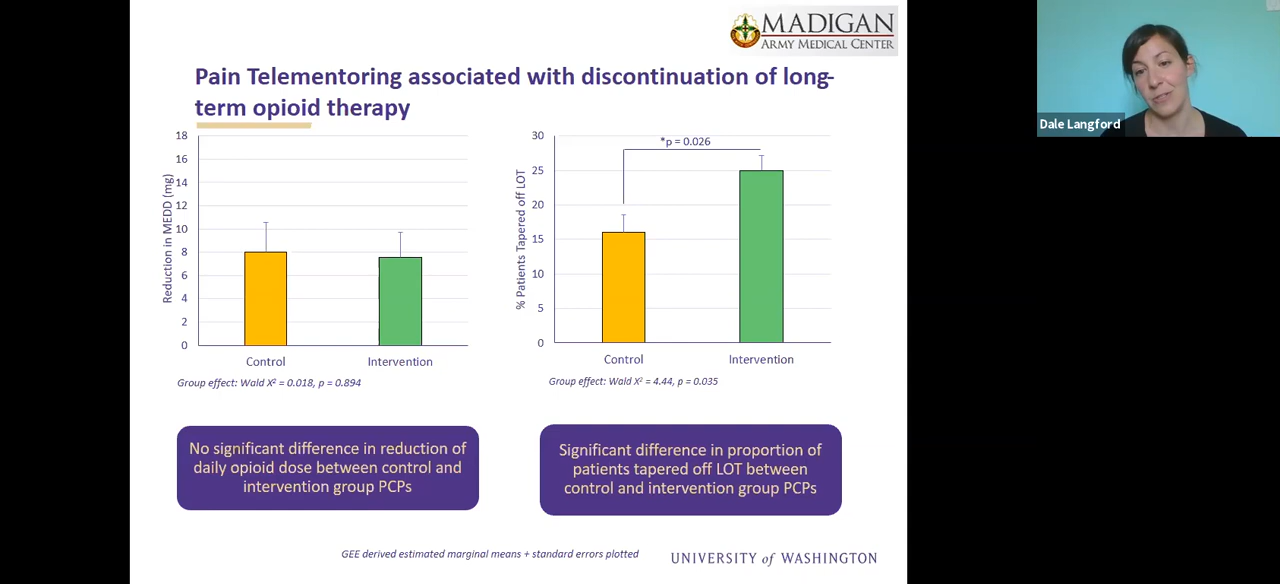 MADIGAN
ARMY MEDICAL CENTER
Dale Langford
Pain Telementoring associated with discontinuation of long-
term opioid therapy
Reduction in MEDD (mg)
18
16
14
12
10
8
6
4
2
0
Control
Intervention
Group effect: Wald X² = 0.018, p = 0.894
% Patients Tapered off LOT
30
25
20
15
10
5
0
*p = 0.026
Control
Intervention
Group effect: Wald X² = 4.44, p = 0.035
No significant difference in reduction of
daily opioid dose between control and
intervention group PCPs
Significant difference in proportion of
patients tapered off LOT between
control and intervention group PCPs
GEE derived estimated marginal means + standard errors plotted
UNIVERSITY of WASHINGTON